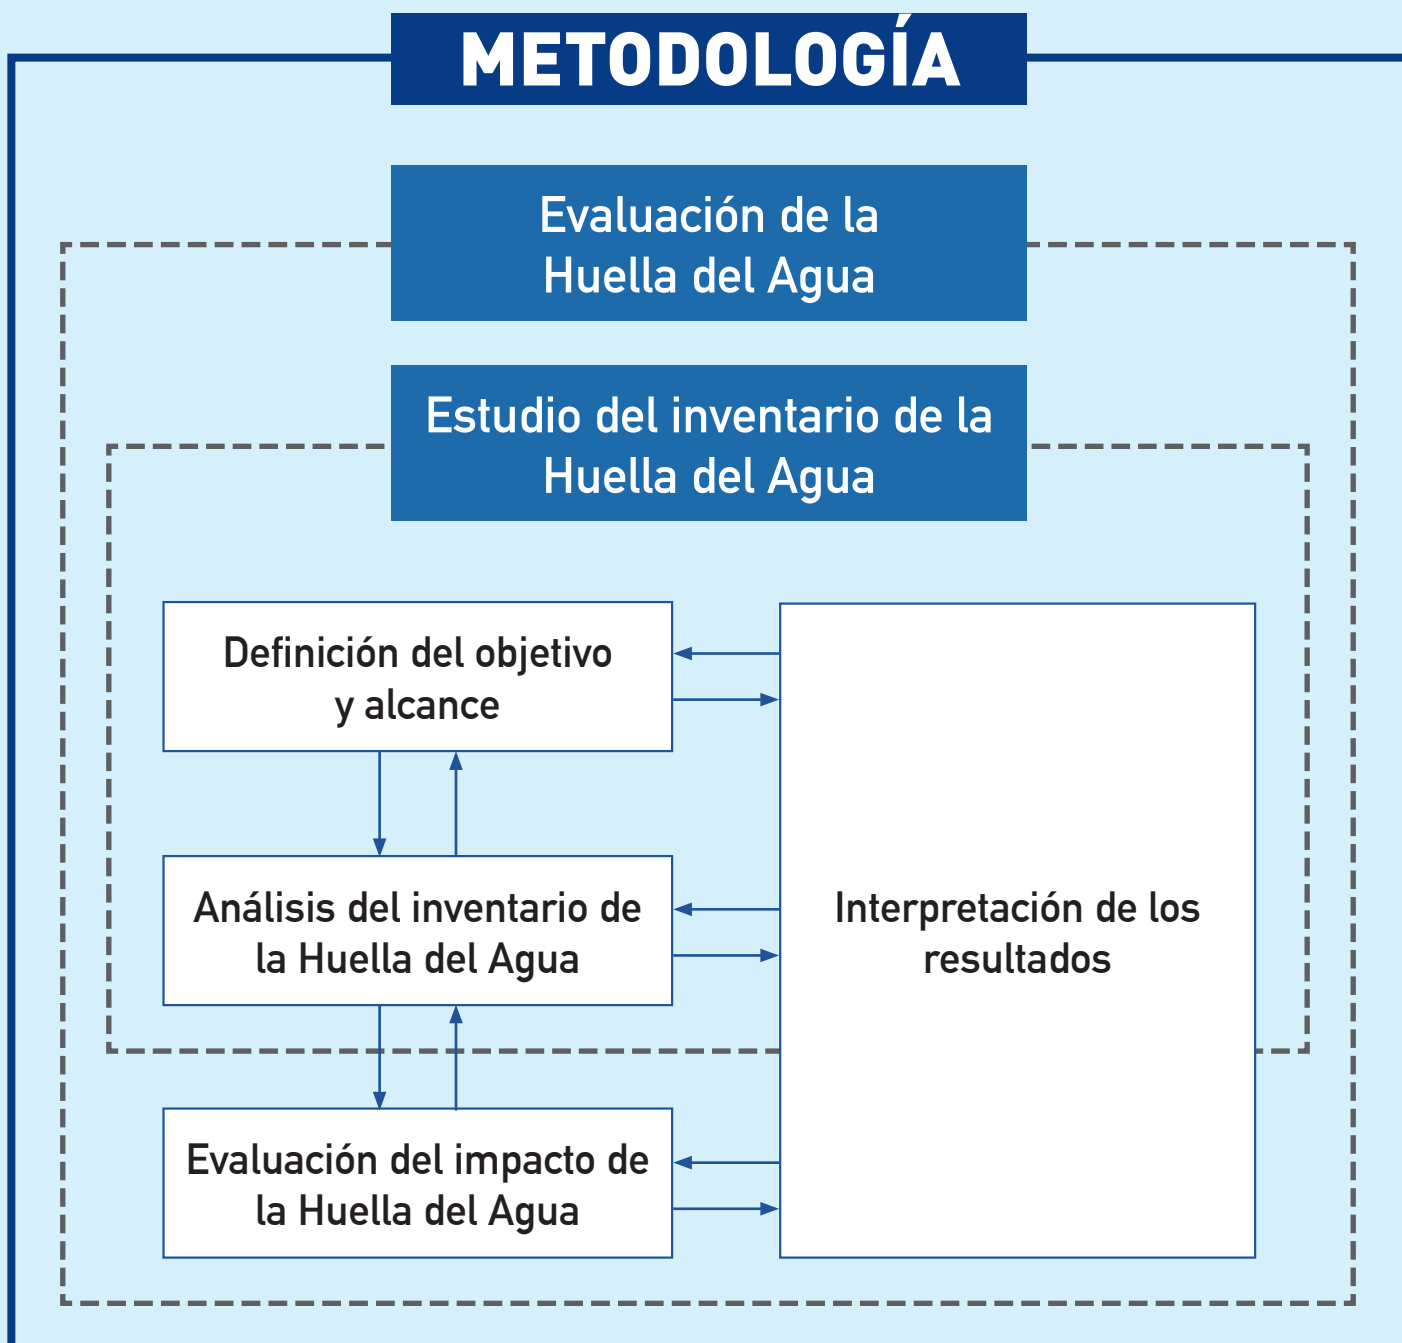 METODOLOGÍA
Evaluación de la
Huella del Agua
Estudio del inventario de la
Huella del Agua
Definición del objetivo
y alcance
Análisis del inventario de
la Huella del Agua
Interpretación de los
resultados
Evaluación del impacto de
la Huella del Agua